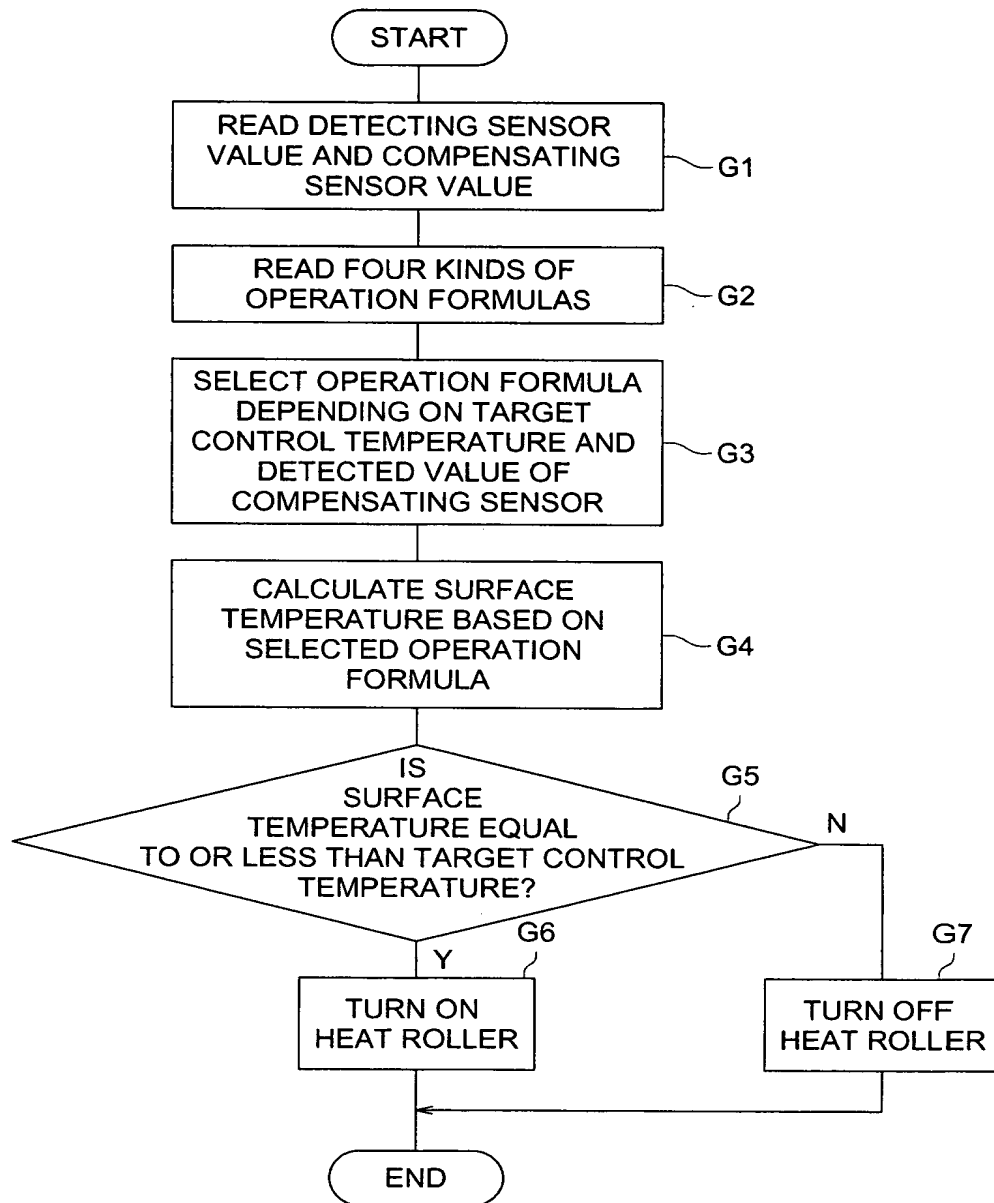 START
READ DETECTING SENSOR
VALUE AND COMPENSATING
SENSOR VALUE
G1
READ FOUR KINDS OF
OPERATION FORMULAS
G2
SELECT OPERATION FORMULA
DEPENDING ON TARGET
CONTROL TEMPERATURE AND
DETECTED VALUE OF
COMPENSATING SENSOR
G3
CALCULATE SURFACE
TEMPERATURE BASED ON
SELECTED OPERATION
FORMULA
G4
IS
SURFACE
TEMPERATURE EQUAL
TO OR LESS THAN TARGET CONTROL
TEMPERATURE?
G5
N
Y
G6
TURN ON
HEAT ROLLER
G7
TURN OFF
HEAT ROLLER
END